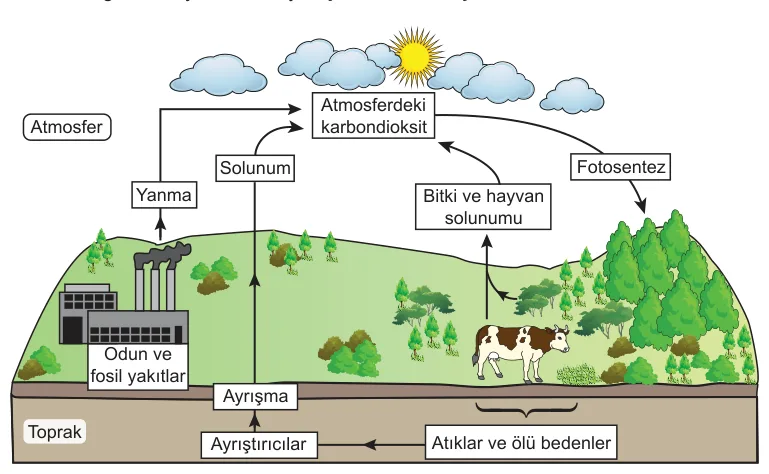 Atmosferdeki
karbondioksit
Atmosfer
Solunum
Fotosentez
Yanma
Bitki ve hayvan
solunumu
Odun ve
fosil yakıtlar
Ayrışma
Toprak
Ayrıştırıcılar
Atıklar ve ölü bedenler